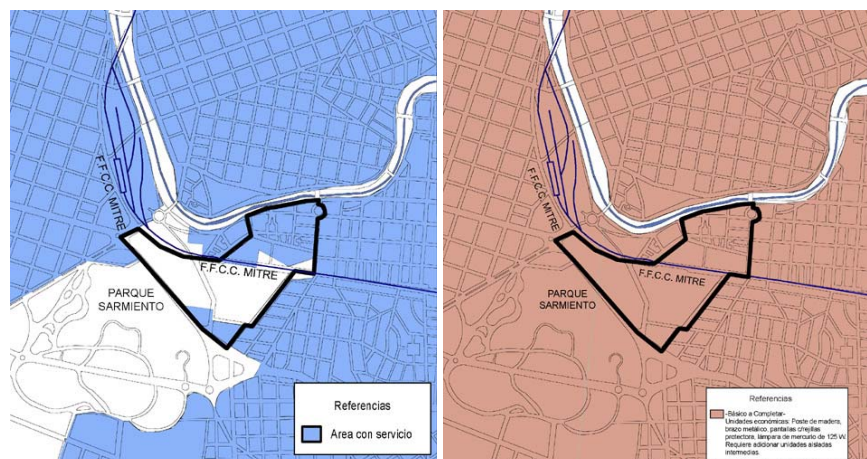 F.F.C.C. MITRE
F.F.C.C. MITRE
PARQUE
SARMIENTO
Referencias
Area con servicio
F.F.C.C. MITRE
F.F.C.C. MITRE
PARQUE
SARMIENTO
Referencias
-Básico a Completar-
Unidades económicas: Poste de madera,
brazo metálico, pantallas c/rejillas
protectora, lámpara de mercurio de 125 W.
Requiere adicionar unidades aisladas
intermedias.